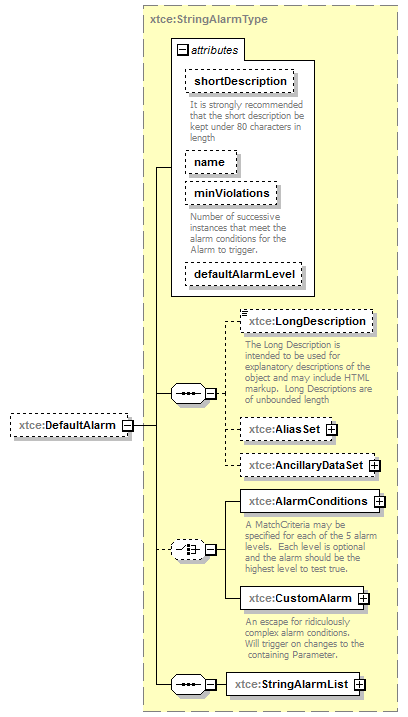 xtce:StringAlarmType
attributes
shortDescription
It is strongly recommended
that the short description be
kept under 80 characters in
length
name
minViolations
Number of successive
instances that meet the
alarm conditions for the
Alarm to trigger.
defaultAlarmLevel
xtce:LongDescription
The Long Description is
intended to be used for
explanatory descriptions of the
object and may include HTML
markup.  Long Descriptions are
of unbounded length
xtce:DefaultAlarm
xtce:AliasSet
xtce:AncillaryDataSet
xtce:AlarmConditions
A MatchCriteria may be
specified for each of the 5 alarm
levels.  Each level is optional
and the alarm should be the
highest level to test true.
xtce:CustomAlarm
An escape for ridiculously
complex alarm conditions.
Will trigger on changes to the
containing Parameter.
xtce:StringAlarmList